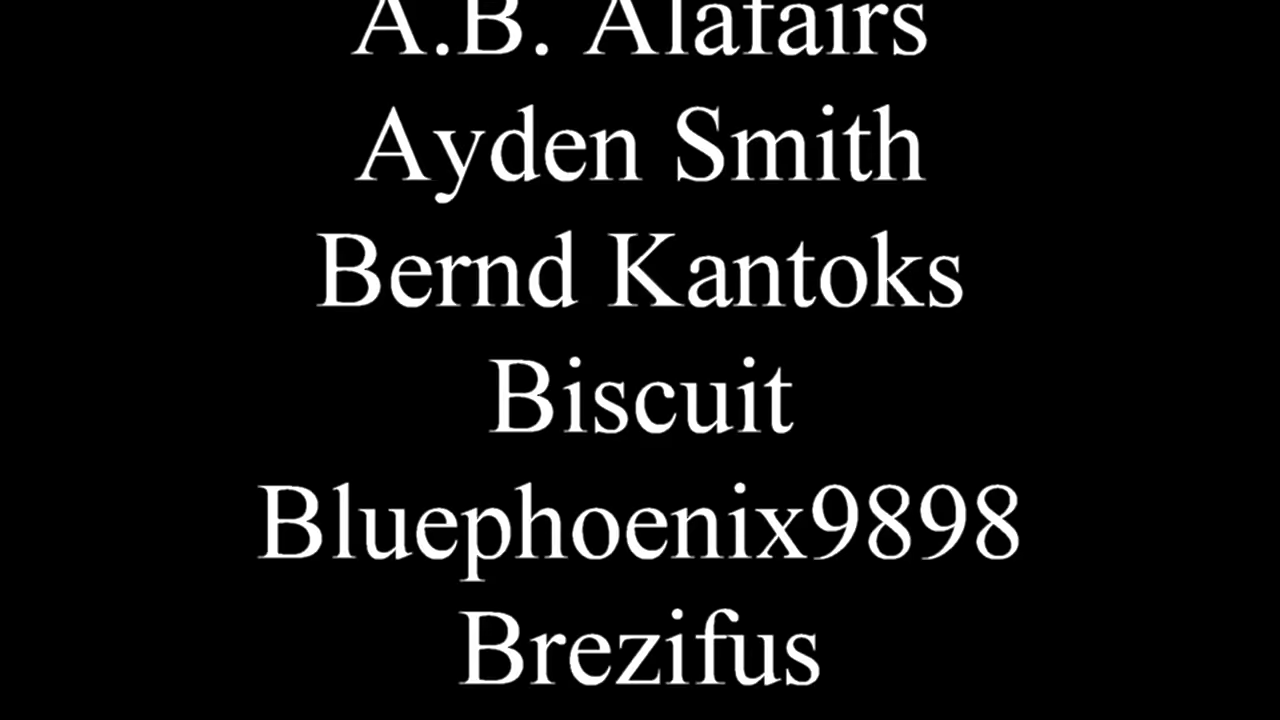 A.B. Alafairs
Ayden Smith
Bernd Kantoks
Biscuit
Bluephoenix9898
Brezifus